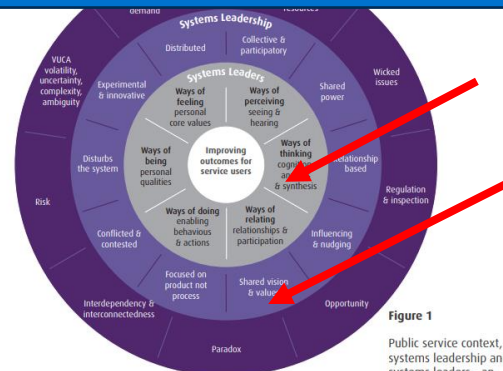 demand
resources
Systems Leadership
Distributed
Collective &
participatory
VUCA
volatility,
uncertainty,
complexity,
ambiguity
Experimental
& innovative
Systems Leaders
Shared
power
Wicked
issues
Ways of
feeling
personal
core values
Ways of
perceiving
seeing &
hearing
Disturbs
the system
Ways of
being
personal
qualities
Improving
outcomes for
service users
Ways of
thinking
cognition
& synthesis
Relationship
based
Risk
Regulation
& inspection
Ways of doing
enabling
behaviour
& actions
Ways of
relating
relationships &
participation
Conflicted &
contested
Influencing
& nudging
Focused on
product not
process
Shared vision
& values
Interdependency &
interconnectedness
Opportunity
Paradox
Figure 1
Public service context,
systems leadership an